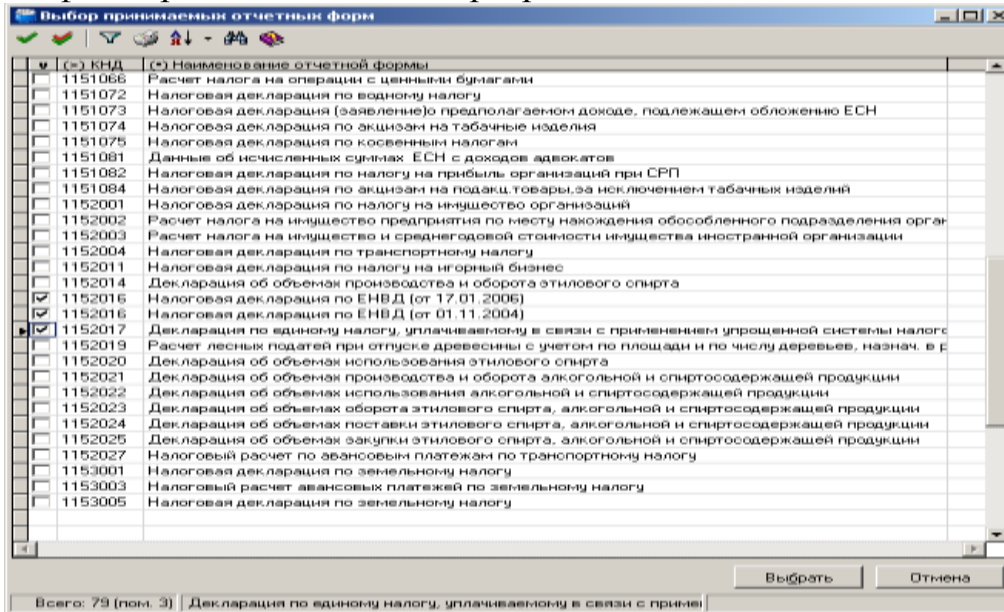 Выбор принимаемых отчетных форм
v (=) КНД (*) Наименование отчетной формы
1151066 Расчет налога на операции с ценными бумагами
1151072 Налоговая декларация по водному налогу
1151073 Налоговая декларация (заявление)о предполагаемом доходе, подлежащем обложению ЕСН
1151074 Налоговая декларация по акцизам на табачные изделия
1151075 Налоговая декларация по косвенным налогам
1151081 Данные об исчисленных суммах ЕСН с доходов адвокатов
1151082 Налоговая декларация по налогу на прибыль организаций при СРП
1151084 Налоговая декларация по акцизам на подакц.товары,за исключением табачных изделий
1152001 Налоговая декларация по налогу на имущество организаций
1152002 Расчет налога на имущество предприятия по месту нахождения обособленного подразделения орган
1152003 Расчет налога на имущество и среднегодовой стоимости имущества иностранной организации
1152004 Налоговая декларация по транспортному налогу
1152011 Налоговая декларация по налогу на игорный бизнес
1152014 Декларация об объемах производства и оборота этилового спирта
1152016 Налоговая декларация по ЕНВД (от 17.01.2006)
1152016 Налоговая декларация по ЕНВД (от 01.11.2004)
1152017 Декларация по единому налогу, уплачиваемому в связи с применением упрощенной системы налого
1152019 Расчет лесных податей при отпуске древесины с учетом по площади и по числу деревьев, назнач. в р
1152020 Декларация об объемах использования этилового спирта
1152021 Декларация об объемах производства и оборота алкогольной и спиртосодержащей продукции
1152022 Декларация об объемах использования алкогольной и спиртосодержащей продукции
1152023 Декларация об объемах оборота этилового спирта, алкогольной и спиртосодержащей продукции
1152024 Декларация об объемах поставки этилового спирта, алкогольной и спиртосодержащей продукции
1152025 Декларация об объемах закупки этилового спирта, алкогольной и спиртосодержащей продукции
1152027 Налоговый расчет по авансовым платежам по транспортному налогу
1153001 Налоговая декларация по земельному налогу
1153003 Налоговый расчет авансовых платежей по земельному налогу
1153005 Налоговая декларация по земельному налогу
Выбрать Отмена
Всего: 79 (пом. 3) Декларация по единому налогу, уплачиваемому в связи с примен